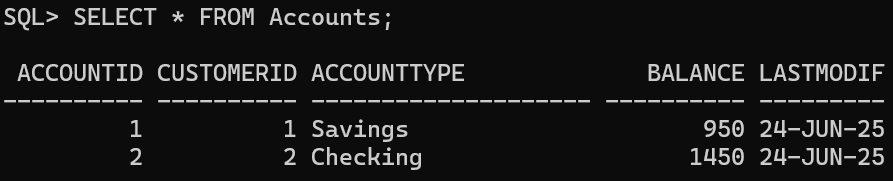 SQL> SELECT * FROM Accounts;
 ACCOUNTID CUSTOMERID ACCOUNTTYPE             BALANCE LASTMODIF
---------- ---------- -------------------- ---------- ---------
         1          1 Savings                     950 24-JUN-25
         2          2 Checking                   1450 24-JUN-25